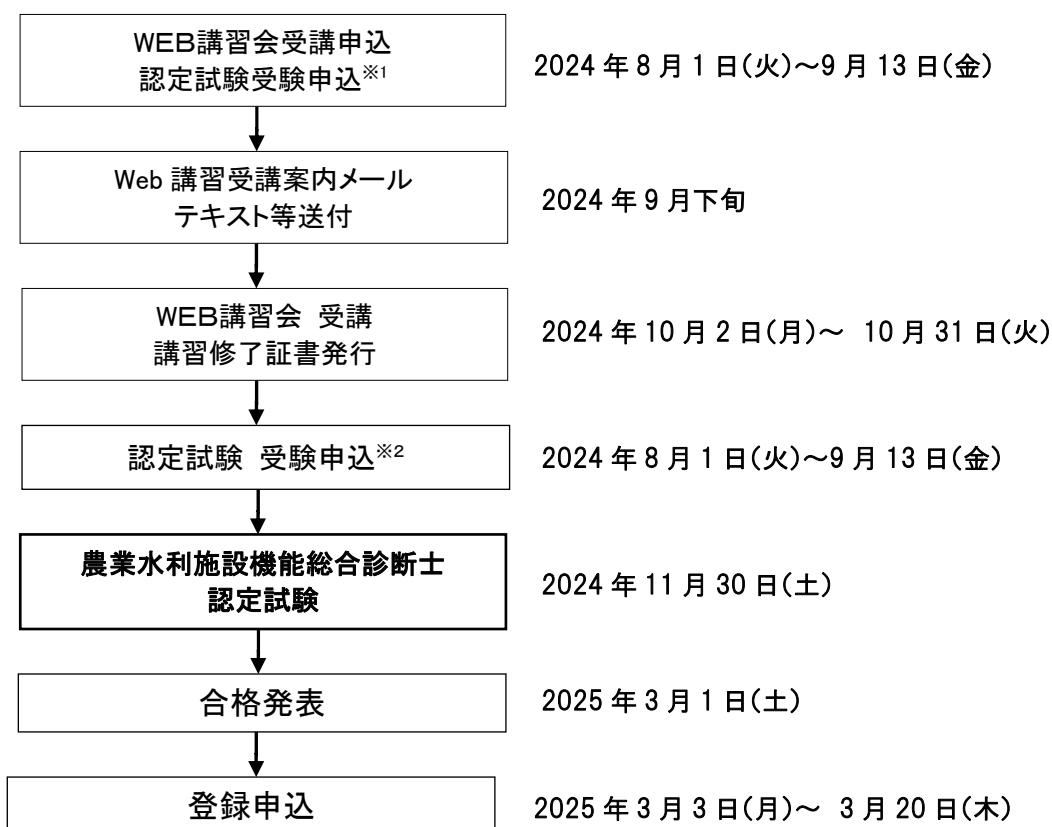 WEB講習会受講申込
認定試験受験申込※1
2024年8月1日(火)～9月13日(金)
Web 講習受講案内メール
テキスト等送付
2024年9月下旬
WEB講習会 受講
講習修了証書発行
2024年10月2日(月)～ 10月31日(火)
認定試験 受験申込※2
2024年8月1日(火)～9月13日(金)
農業水利施設機能総合診断士
認定試験
2024年11月30日(土)
合格発表
2025年3月1日(土)
登録申込
2025年3月3日(月)～ 3月20日(木)